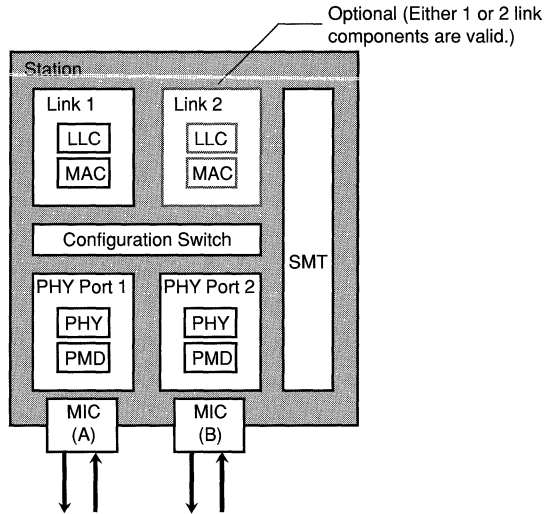 Optional (Either 1 or 2 link
components are valid.)
Station
Link 1
LLC
MAC
Link 2
LLC
MAC
Configuration Switch
SMT
PHY Port 1
PHY
PMD
PHY Port 2
PHY
PMD
MIC
(A)
MIC
(B)